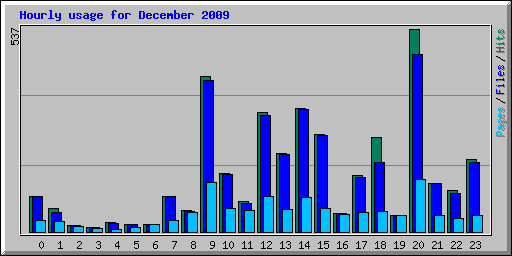 Hourly usage for December 2009
537
Pages / Files / Hits
0 1 2 3 4 5 6 7 8 9 10 11 12 13 14 15 16 17 18 19 20 21 22 23